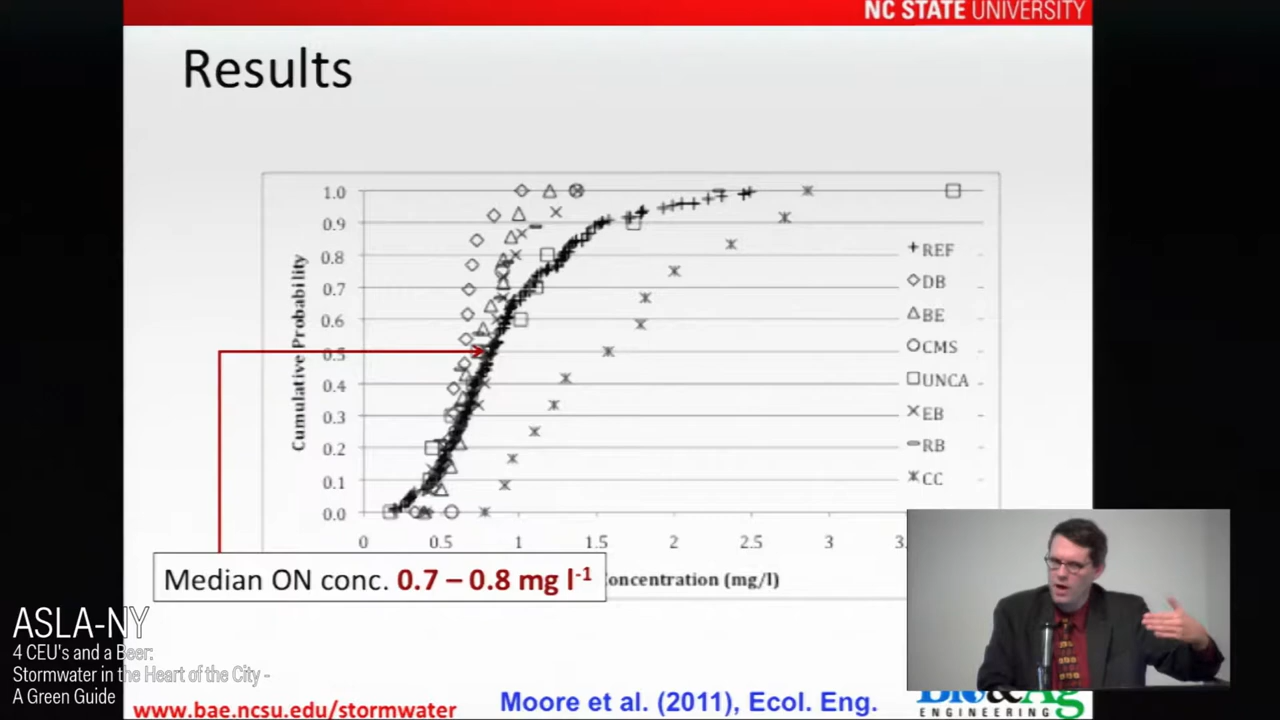 NC STATE UNIVERSITY
Results
1.0
0.9
0.8
0.7
0.6
0.5
0.4
0.3
0.2
0.1
0.0
Cumulative Probability
REF
DB
BE
CMS
UNCA
EB
RB
CC
0 0.5 1 1.5 2 2.5 3 3.
oncentration (mg/l)
Median ON conc. 0.7 – 0.8 mg l-1
ASLA-NY
4 CEU's and a Beer:
Stormwater in the Heart of the City -
A Green Guide
www.bae.ncsu.edu/stormwater
Moore et al. (2011), Ecol. Eng.
Bio&Ag
ENGINEERING